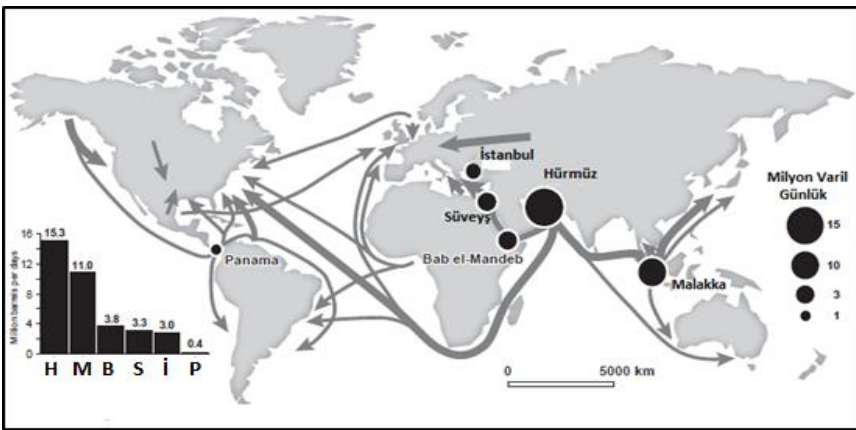 İstanbul
Hürmüz
Milyon Varil
Günlük
15
10
3
1
Süveyş
Bab el-Mandeb
Malakka
Panama
Million barrels per days
16
12
8
4
0
15.3
11.0
3.8
3.3
3.0
0.4
H M B S İ P
0 5000 km